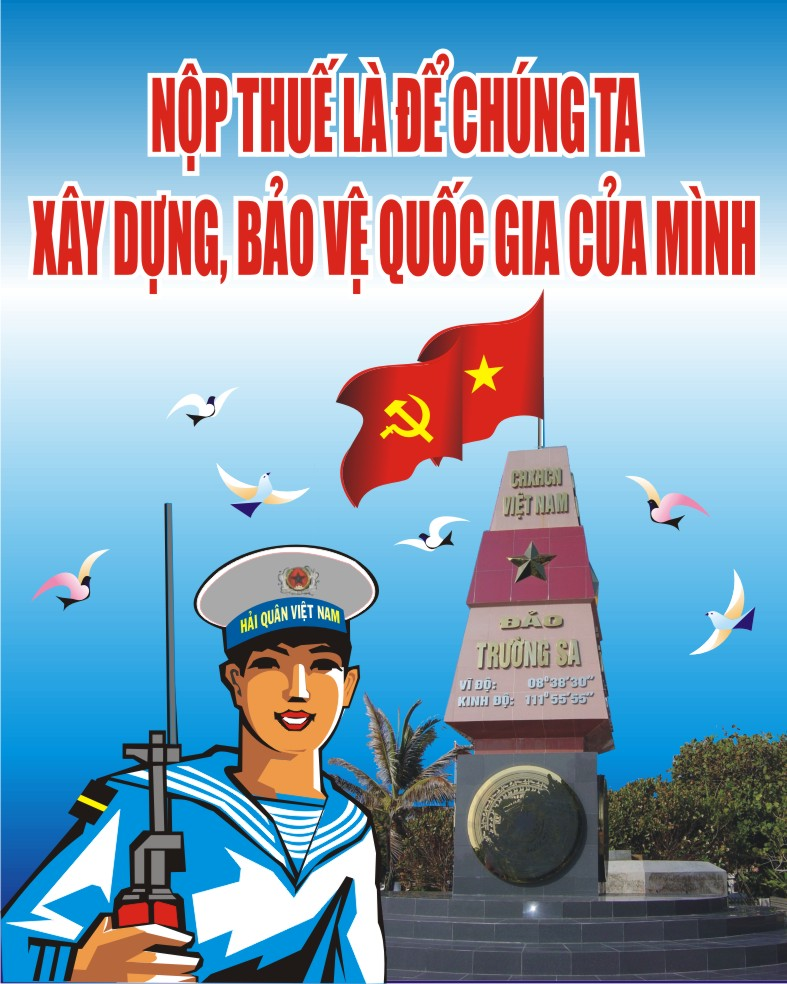 NỘP THUẾ LÀ ĐỂ CHÚNG TA
XÂY DỰNG, BẢO VỆ QUỐC GIA CỦA MÌNH
CHXHCN
VIỆT NAM
ĐẢO
TRƯỜNG SA
VĨ ĐỘ: 08°38'30"
KINH ĐỘ: 111°55'55"
HẢI QUÂN VIỆT NAM